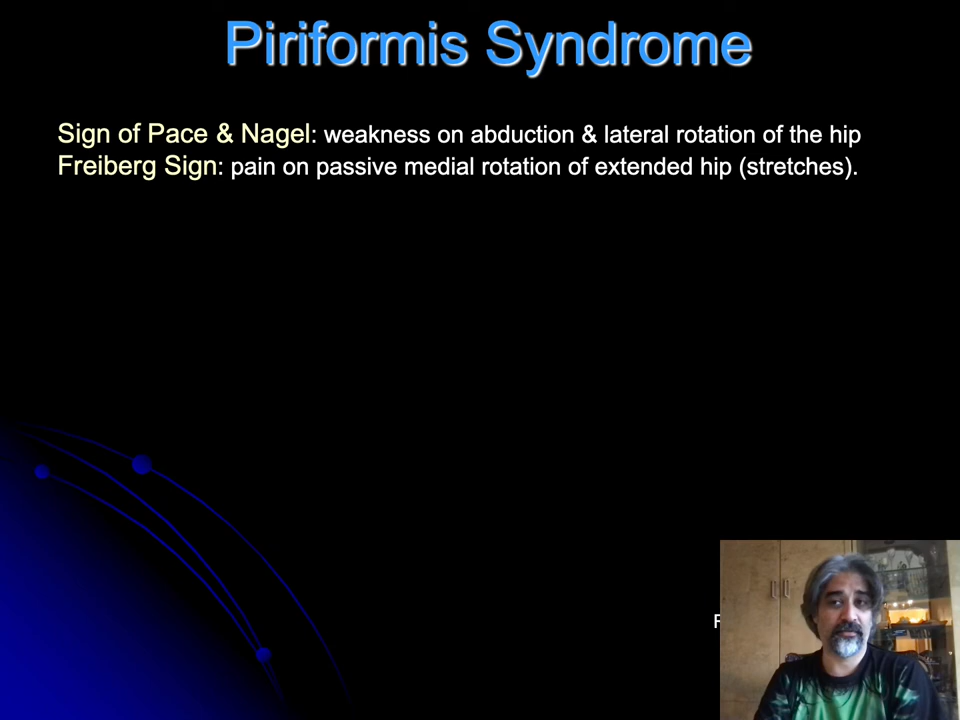 Piriformis Syndrome
Sign of Pace & Nagel: weakness on abduction & lateral rotation of the hip
Freiberg Sign: pain on passive medial rotation of extended hip (stretches).